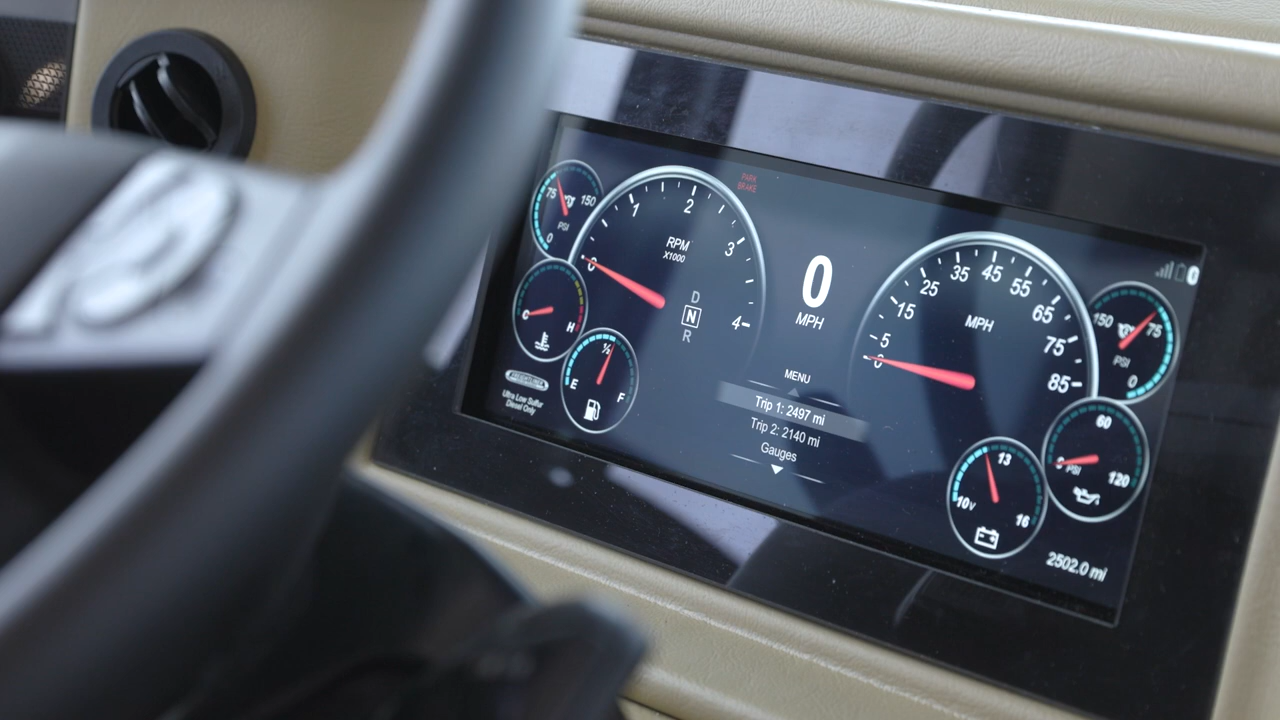 75
150
PSI
0
C
H
½
E
F
Ultra Low Sulfur
Diesel Only
0
1
2
3
4
RPM
X1000
D
N
R
PARK
BRAKE
0
MPH
MENU
Trip 1: 2497 mi
Trip 2: 2140 mi
Gauges
0
5
15
25
35
45
55
65
75
85
MPH
150
75
PSI
0
60
PSI
120
10V
13
16
2502.0 mi